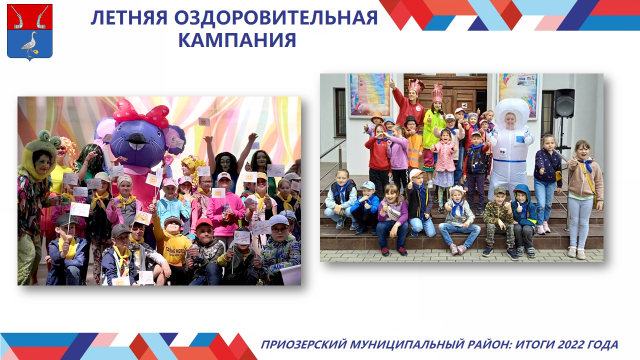 ЛЕТНЯЯ ОЗДОРОВИТЕЛЬНАЯ
КАМПАНИЯ
ПРИОЗЕРСКИЙ МУНИЦИПАЛЬНЫЙ РАЙОН: ИТОГИ 2022 ГОДА